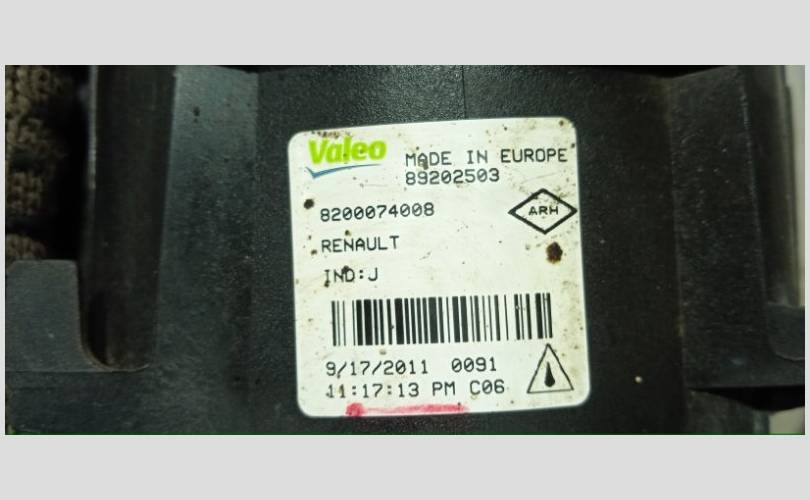 Valeo MADE IN EUROPE
89202503
8200074008 ARH
RENAULT
IND:J
9/17/2011 0091
11:17:13 PM C06